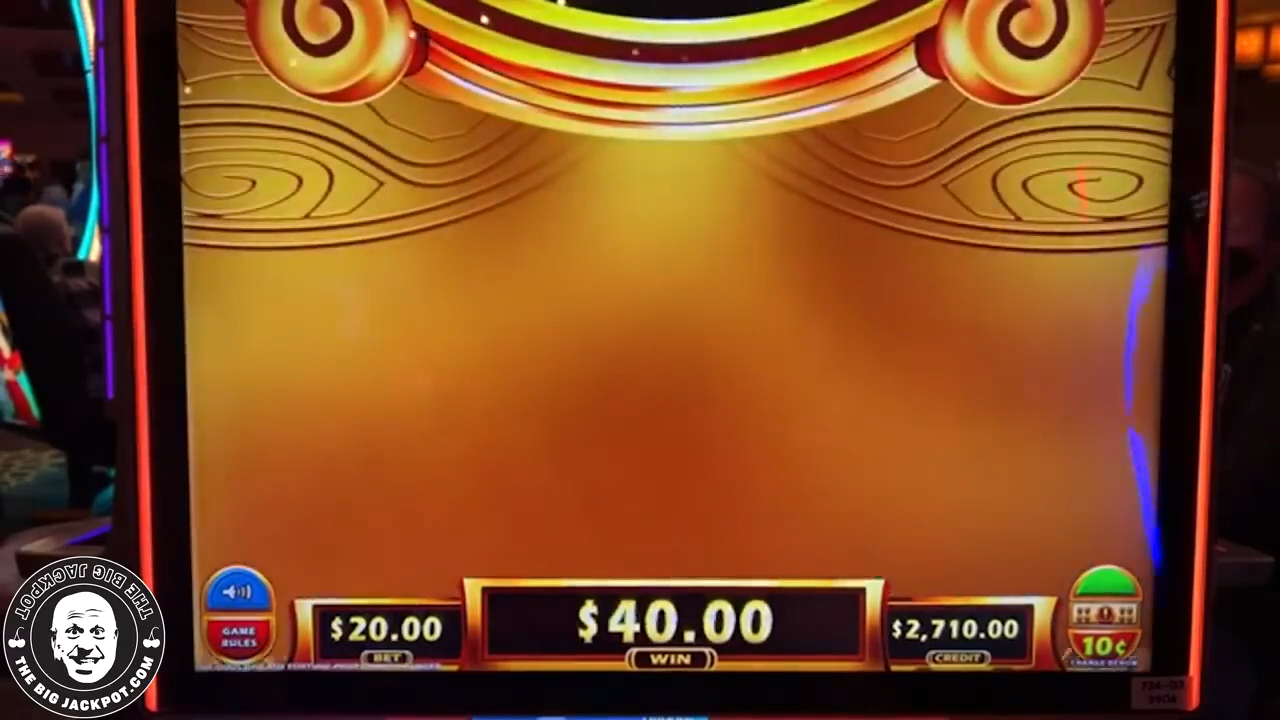 GAME
RULES
$20.00
BET
$40.00
WIN
$2,710.00
CREDIT
10¢
CHANGE DENOM
THE BIG JACKPOT
THE BIG JACKPOT.COM